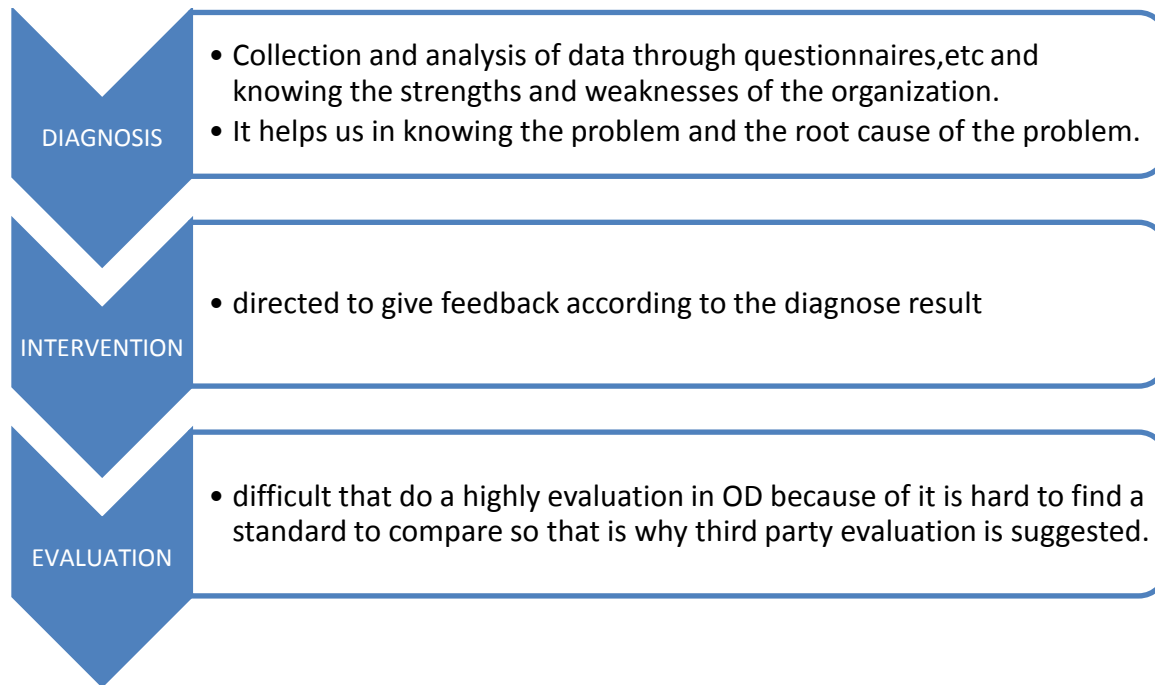 DIAGNOSIS
• Collection and analysis of data through questionnaires,etc and
knowing the strengths and weaknesses of the organization.
• It helps us in knowing the problem and the root cause of the problem.
INTERVENTION
• directed to give feedback according to the diagnose result
EVALUATION
• difficult that do a highly evaluation in OD because of it is hard to find a
standard to compare so that is why third party evaluation is suggested.